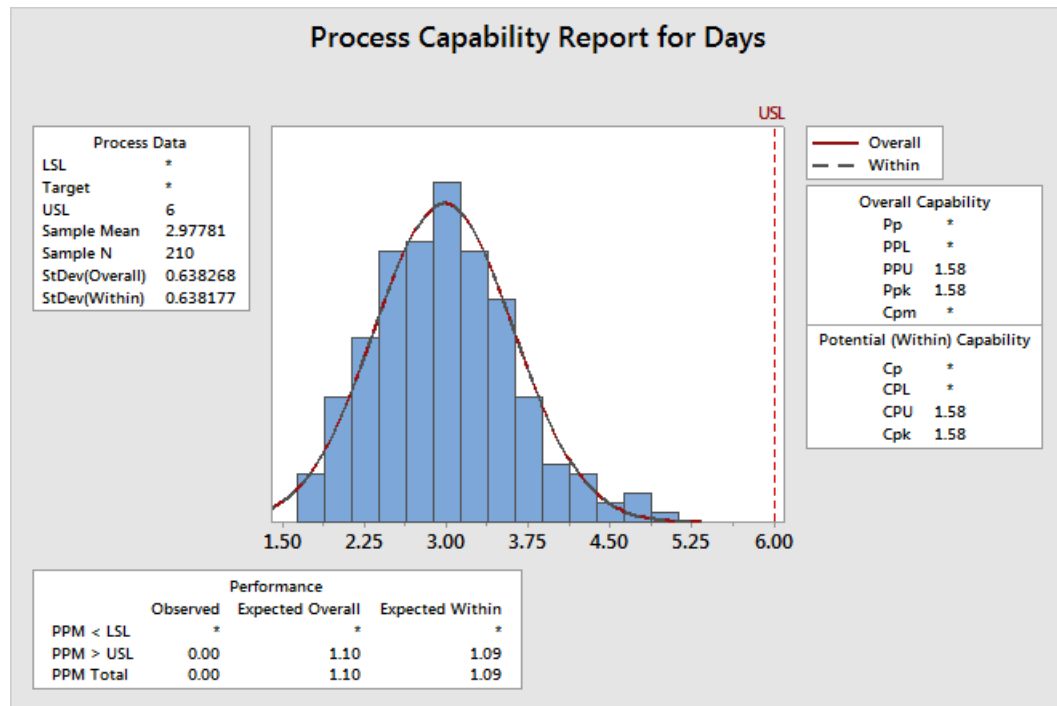 Process Capability Report for Days
USL
Process Data
LSL *
Target *
USL 6
Sample Mean 2.97781
Sample N 210
StDev(Overall) 0.638268
StDev(Within) 0.638177
Overall
Within
Overall Capability
Pp *
PPL *
PPU 1.58
Ppk 1.58
Cpm *
Potential (Within) Capability
Cp *
CPL *
CPU 1.58
Cpk 1.58
1.50 2.25 3.00 3.75 4.50 5.25 6.00
Performance
Observed Expected Overall Expected Within
PPM < LSL * * *
PPM > USL 0.00 1.10 1.09
PPM Total 0.00 1.10 1.09